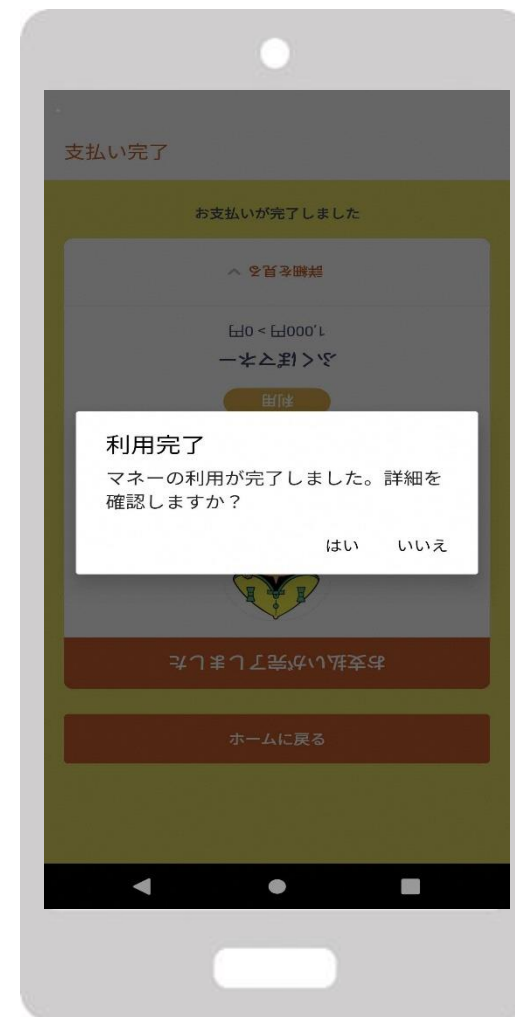 支払い完了
お支払いが完了しました
詳細を見る
1,000円 > 0円
ふくぽマネー
利用
利用完了
マネーの利用が完了しました。詳細を
確認しますか？
はい いいえ
お支払いが完了しました
ホームに戻る